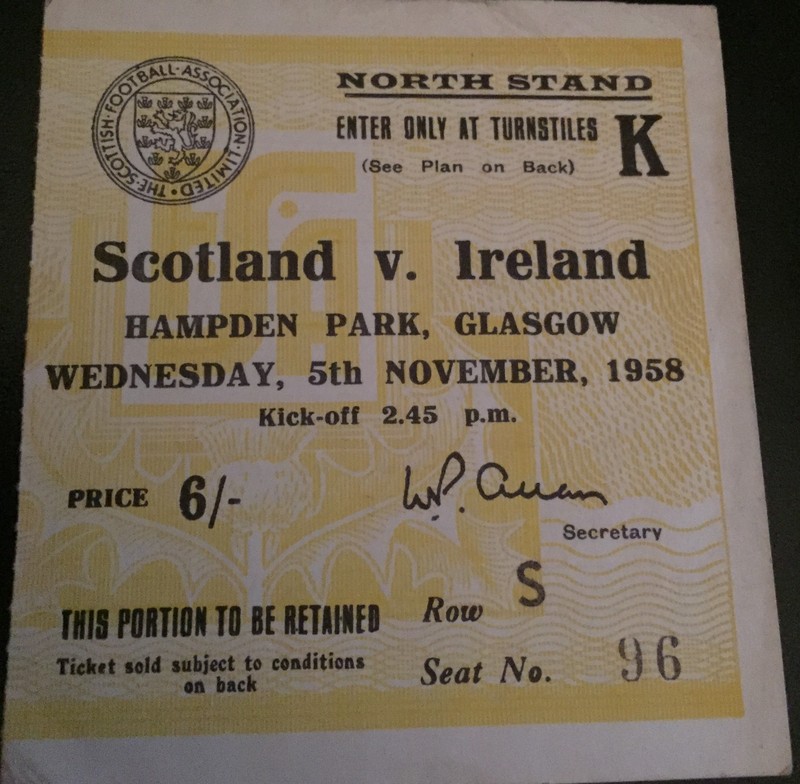 THE·SCOTTISH·FOOTBALL·ASSOCIATION·LIMITED·
NORTH STAND
ENTER ONLY AT TURNSTILES K
(See Plan on Back)
Scotland v. Ireland
HAMPDEN PARK, GLASGOW
WEDNESDAY, 5th NOVEMBER, 1958
Kick-off 2.45 p.m.
PRICE 6/-
W.P. Allan
Secretary
THIS PORTION TO BE RETAINED
Row S
Ticket sold subject to conditions
on back
Seat No. 96